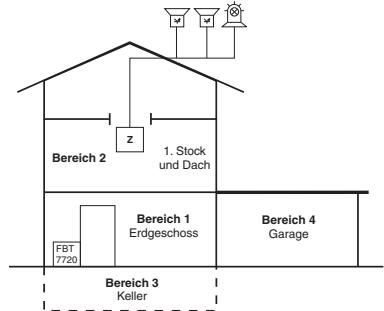 Z
1. Stock
und Dach
Bereich 2
Bereich 1
Erdgeschoss
Bereich 4
Garage
FBT
7720
Bereich 3
Keller